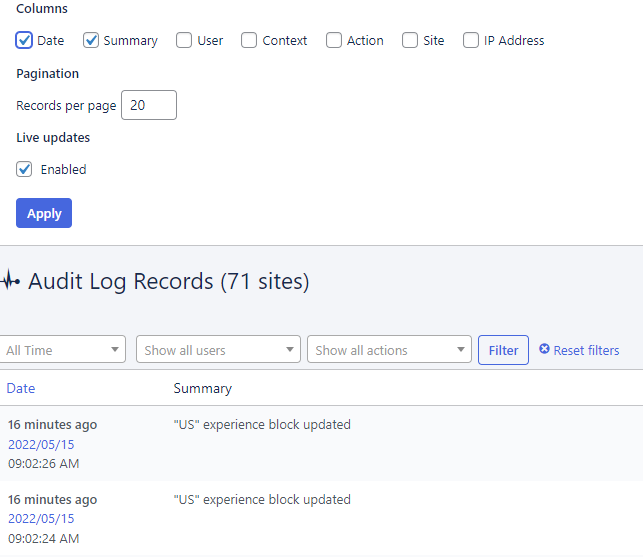 Columns
Date Summary User Context Action Site IP Address
Pagination
Records per page 20
Live updates
Enabled
Apply
Audit Log Records (71 sites)
All Time Show all users Show all actions Filter Reset filters
Date Summary
16 minutes ago "US" experience block updated
2022/05/15
09:02:26 AM
16 minutes ago "US" experience block updated
2022/05/15
09:02:24 AM